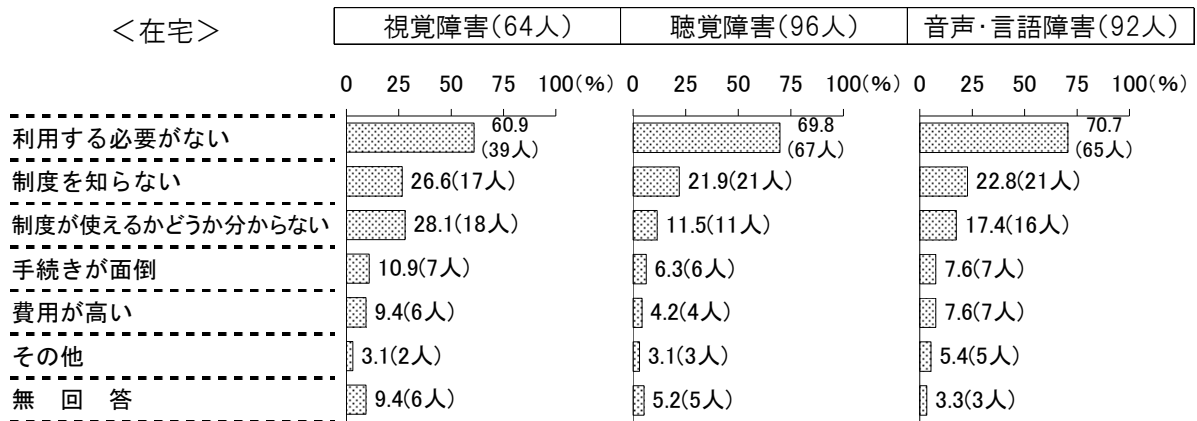 ＜在宅＞ 視覚障害(64人) 聴覚障害(96人) 音声・言語障害(92人)
0 25 50 75 100(%) 0 25 50 75 100(%) 0 25 50 75 100(%)
利用する必要がない 60.9 (39人) 69.8 (67人) 70.7 (65人)
制度を知らない 26.6(17人) 21.9(21人) 22.8(21人)
制度が使えるかどうか分からない 28.1(18人) 11.5(11人) 17.4(16人)
手続きが面倒 10.9(7人) 6.3(6人) 7.6(7人)
費用が高い 9.4(6人) 4.2(4人) 7.6(7人)
その他 3.1(2人) 3.1(3人) 5.4(5人)
無　回　答 9.4(6人) 5.2(5人) 3.3(3人)